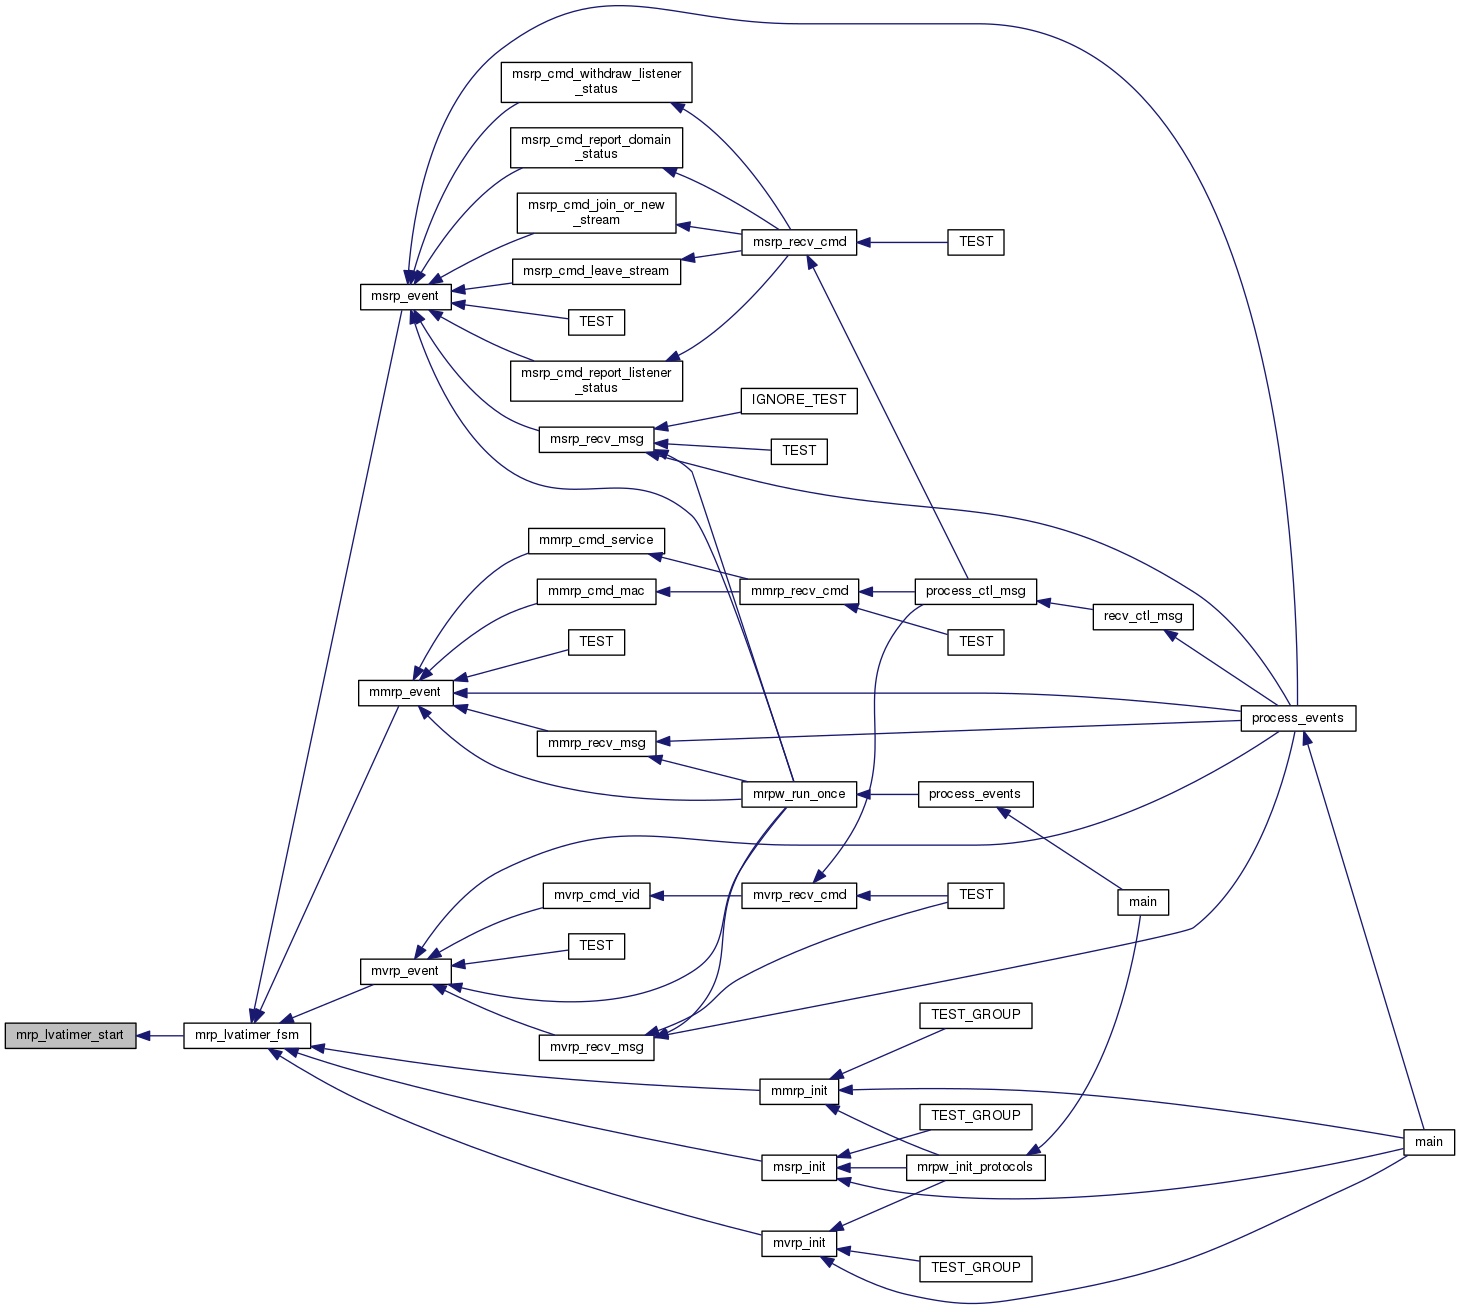 msrp_cmd_withdraw_listener
_status
msrp_cmd_report_domain
_status
msrp_cmd_join_or_new
_stream
msrp_recv_cmd
TEST
msrp_cmd_leave_stream
msrp_event
TEST
msrp_cmd_report_listener
_status
IGNORE_TEST
msrp_recv_msg
TEST
mmrp_cmd_service
mmrp_cmd_mac
mmrp_recv_cmd
process_ctl_msg
recv_ctl_msg
TEST
TEST
mmrp_event
process_events
mmrp_recv_msg
mrpw_run_once
process_events
mvrp_cmd_vid
mvrp_recv_cmd
TEST
main
TEST
mvrp_event
TEST_GROUP
mrp_lvatimer_start
mrp_lvatimer_fsm
mvrp_recv_msg
mmrp_init
TEST_GROUP
main
msrp_init
mrpw_init_protocols
mvrp_init
TEST_GROUP